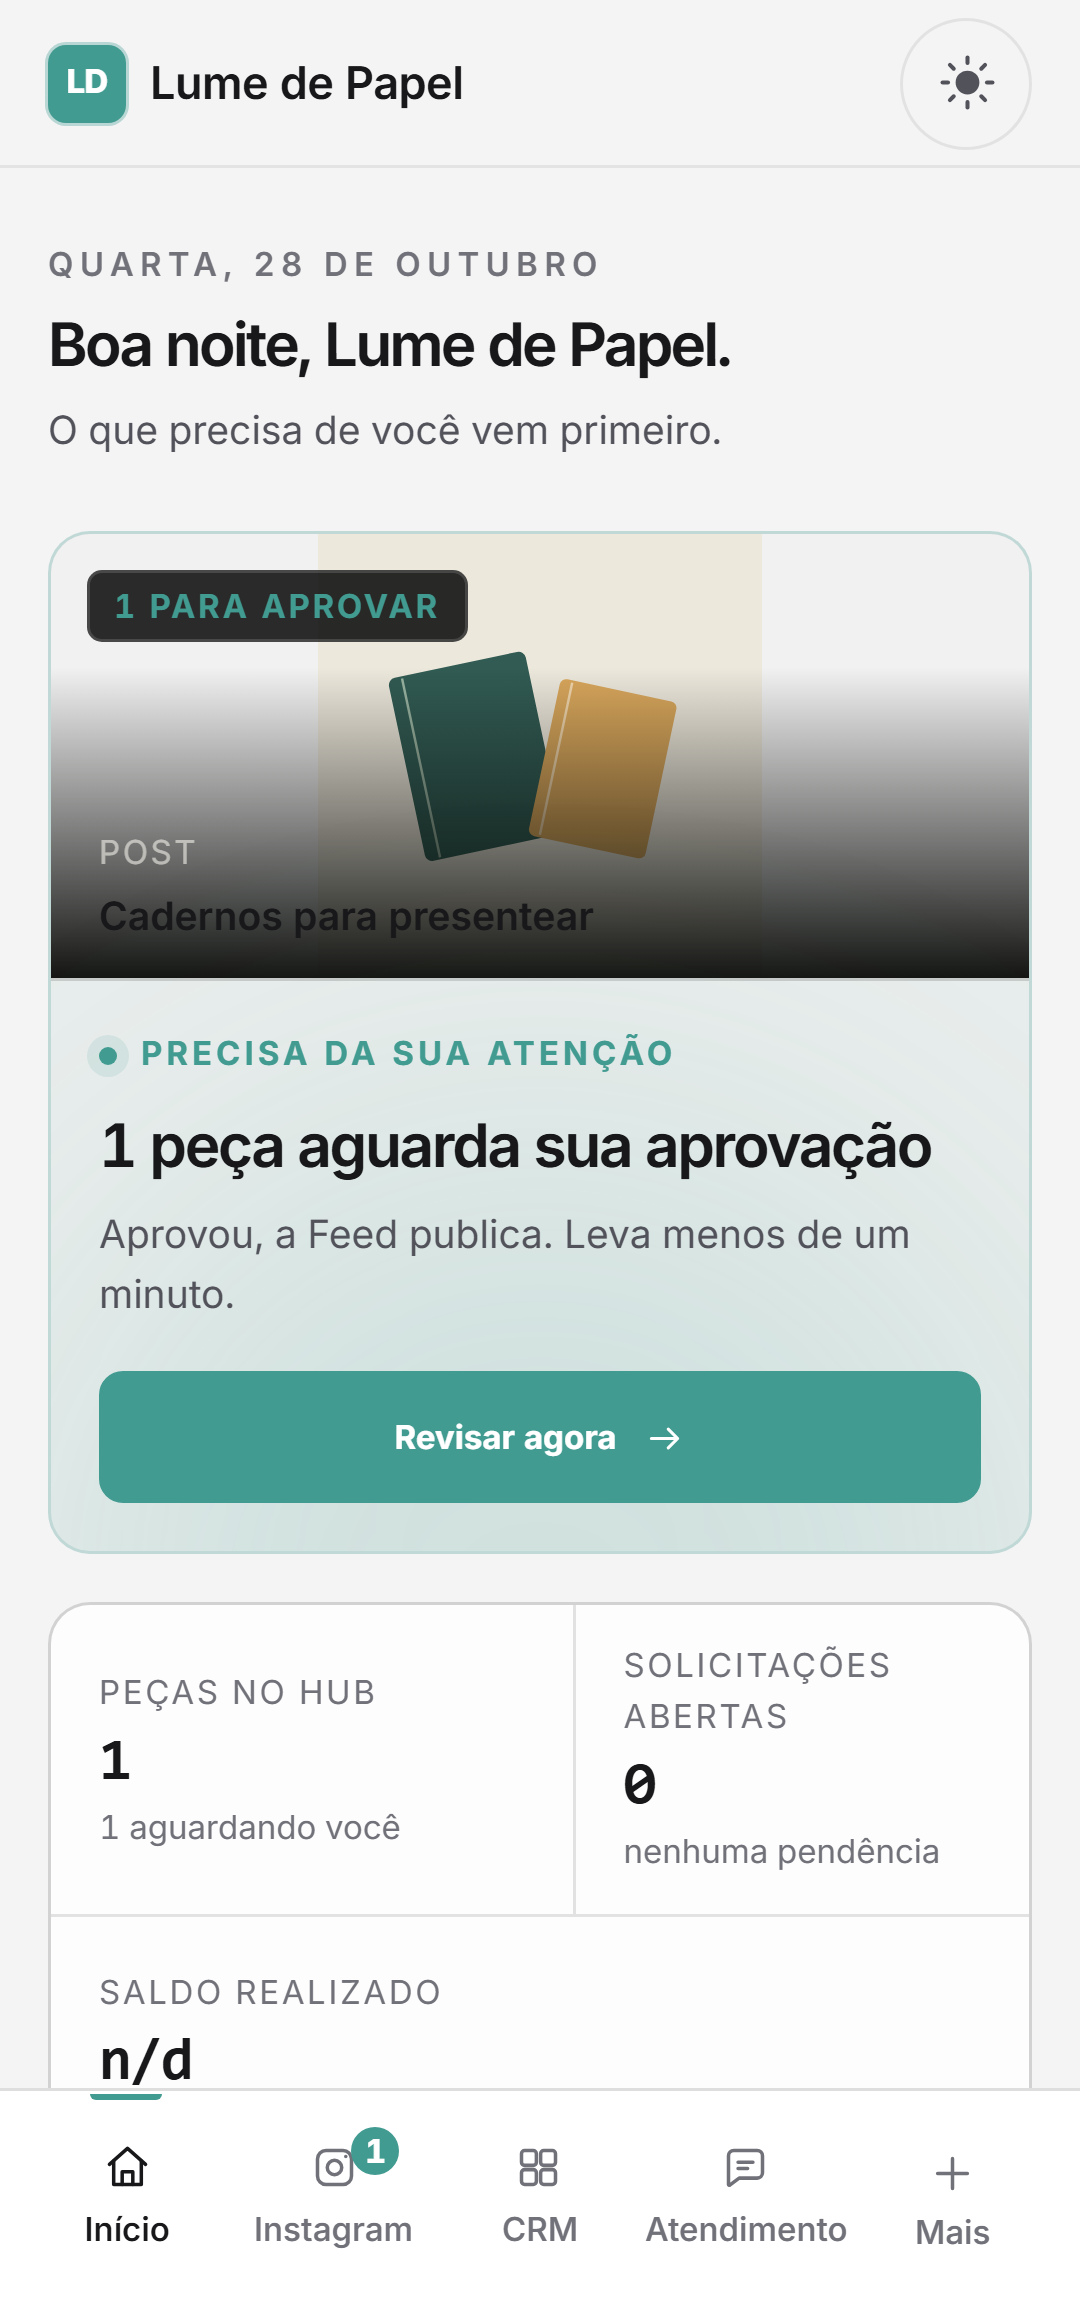 LD
Lume de Papel
QUARTA, 28 DE OUTUBRO
Boa noite, Lume de Papel.
O que precisa de você vem primeiro.
1 PARA APROVAR
POST
Cadernos para presentear
PRECISA DA SUA ATENÇÃO
1 peça aguarda sua aprovação
Aprovou, a Feed publica. Leva menos de um
minuto.
Revisar agora →
PEÇAS NO HUB
1
1 aguardando você
SOLICITAÇÕES
ABERTAS
0
nenhuma pendência
SALDO REALIZADO
n/d
1
Início
Instagram
CRM
Atendimento
Mais